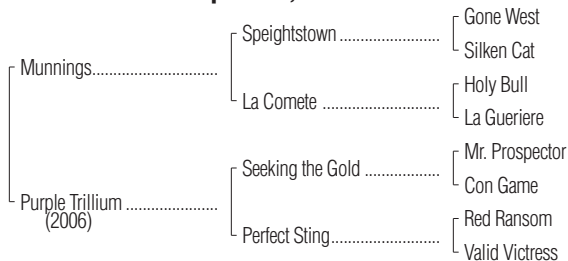 Gone West
Speightstown
Silken Cat
Munnings
Holy Bull
La Comete
La Gueriere
Mr. Prospector
Seeking the Gold
Con Game
Purple Trillium
(2006)
Red Ransom
Perfect Sting
Valid Victress